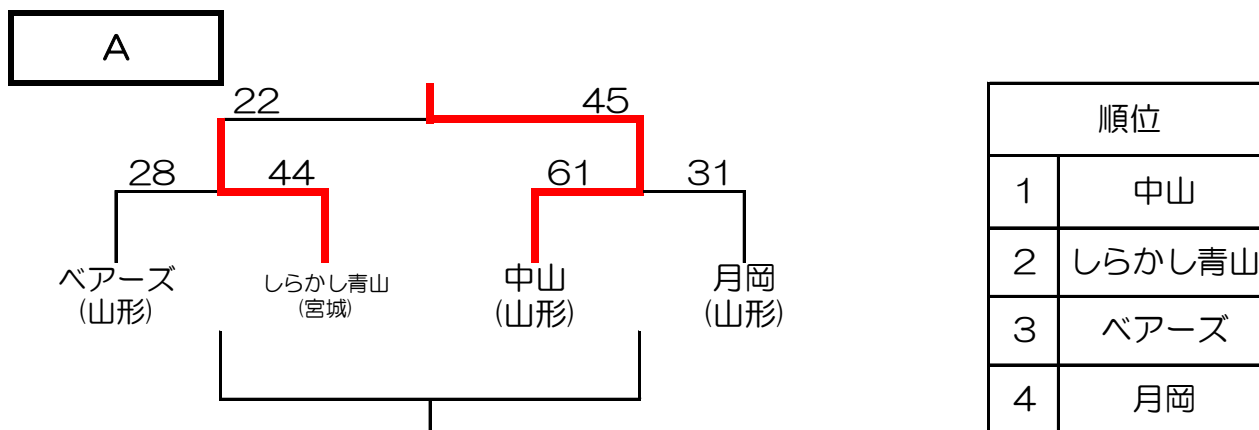 A
22 45
28 44 61 31
ベアーズ
(山形)
しらかし青山
(宮城)
中山
(山形)
月岡
(山形)
順位
1 中山
2 しらかし青山
3 ベアーズ
4 月岡